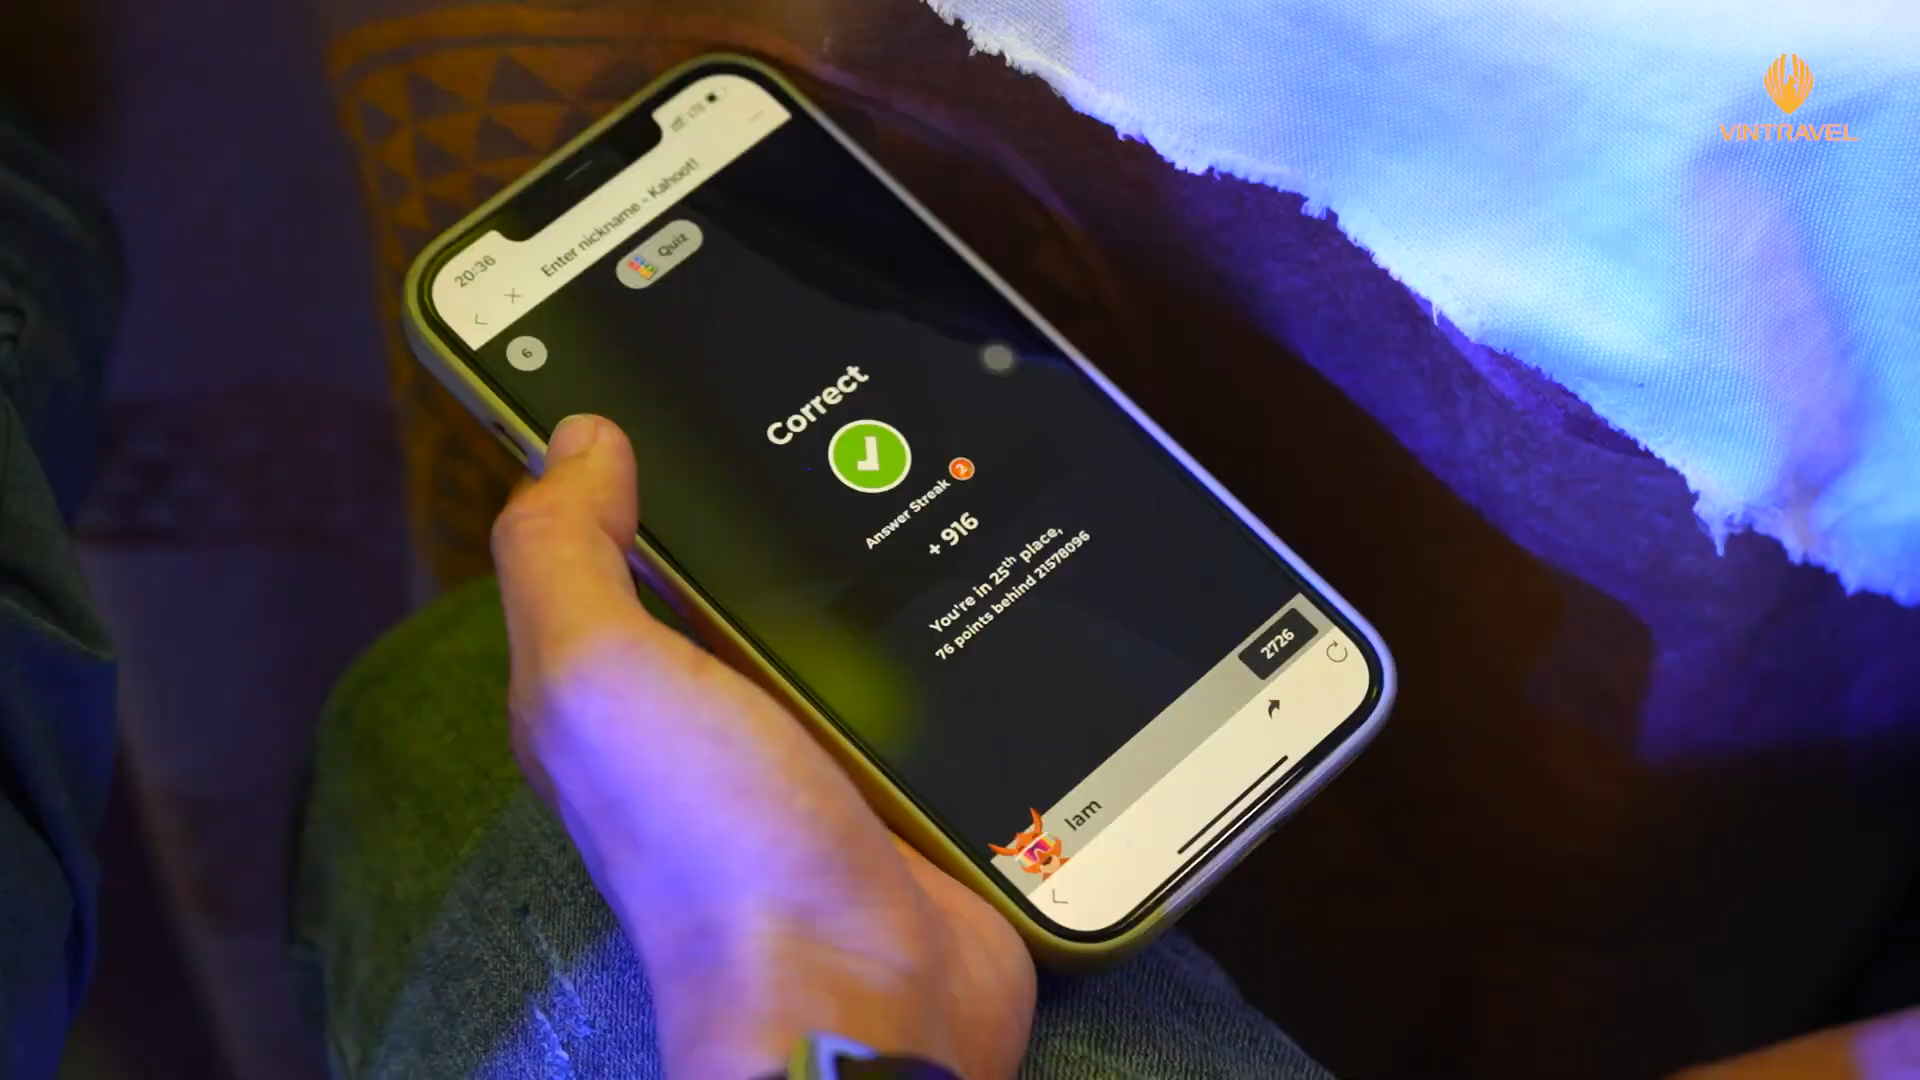 VINTRAVEL
20:36
Enter nickname - Kahoot!
6
Quiz
Correct
Answer Streak 2
+ 916
You're in 25th place,
76 points behind 21578096
lam
2726